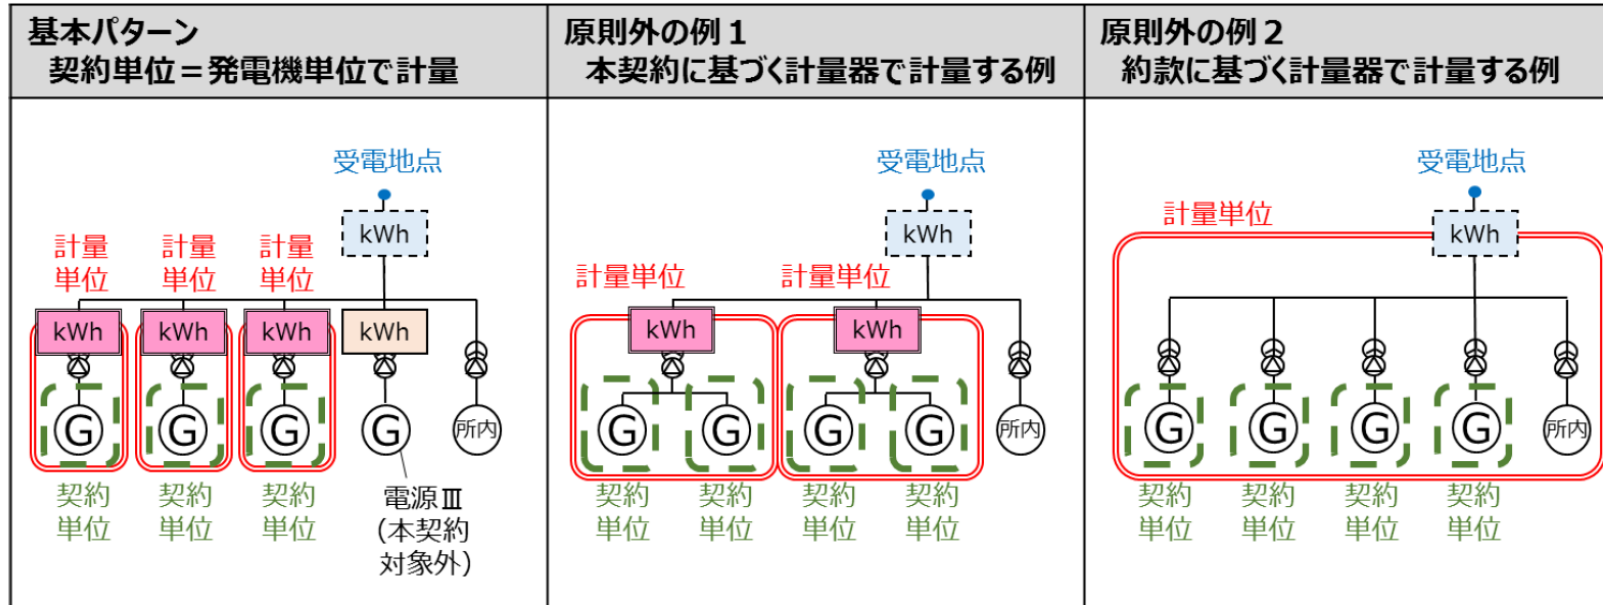 基本パターン
契約単位＝発電機単位で計量
受電地点
kWh
計量
単位
計量
単位
計量
単位
kWh
kWh
kWh
kWh
G
G
G
G
所内
契約
単位
契約
単位
契約
単位
電源Ⅲ
(本契約
対象外)
原則外の例１
本契約に基づく計量器で計量する例
受電地点
kWh
計量単位
計量単位
kWh
kWh
G
G
G
G
所内
契約
単位
契約
単位
契約
単位
契約
単位
原則外の例２
約款に基づく計量器で計量する例
受電地点
計量単位
kWh
G
G
G
G
所内
契約
単位
契約
単位
契約
単位
契約
単位